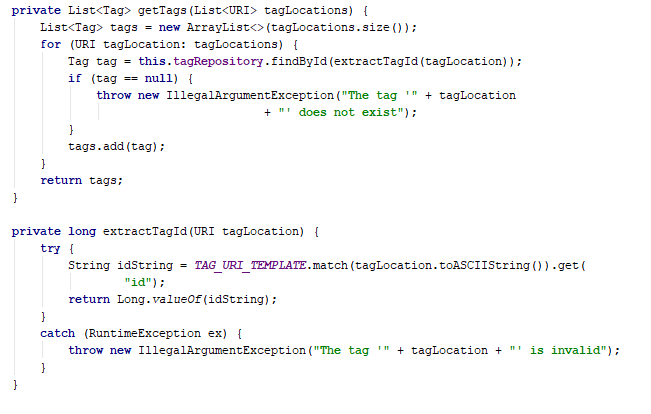 private List<Tag> getTags(List<URI> tagLocations) {
    List<Tag> tags = new ArrayList<>(tagLocations.size());
    for (URI tagLocation: tagLocations) {
        Tag tag = this.tagRepository.findById(extractTagId(tagLocation));
        if (tag == null) {
            throw new IllegalArgumentException("The tag '" + tagLocation
                                    + "' does not exist");
        }
        tags.add(tag);
    }
    return tags;
}

private long extractTagId(URI tagLocation) {
    try {
        String idString = TAG_URI_TEMPLATE.match(tagLocation.toASCIIString()).get(
                "id");
        return Long.valueOf(idString);
    }
    catch (RuntimeException ex) {
        throw new IllegalArgumentException("The tag '" + tagLocation + "' is invalid");
    }
}